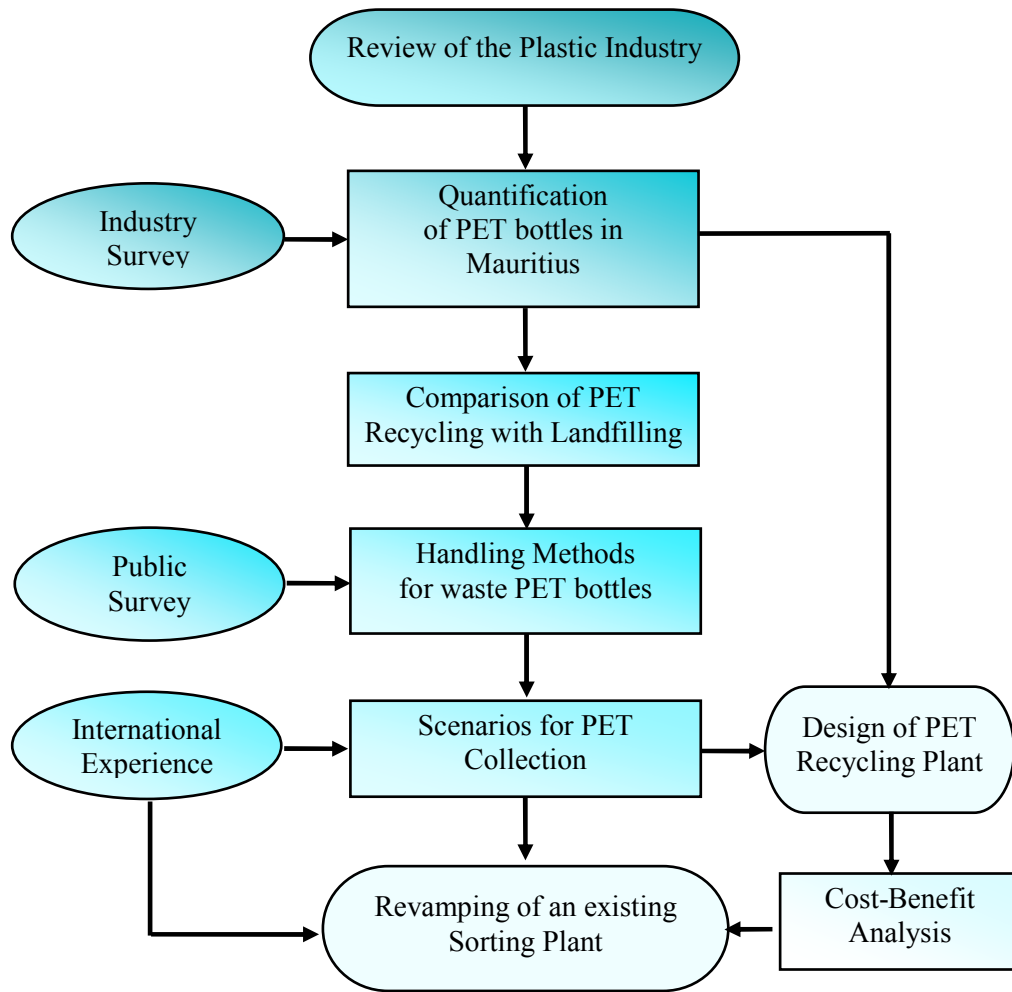 Review of the Plastic Industry
Industry
Survey
Quantification
of PET bottles in
Mauritius
Comparison of PET
Recycling with Landfilling
Public
Survey
Handling Methods
for waste PET bottles
International
Experience
Scenarios for PET
Collection
Design of PET
Recycling Plant
Revamping of an existing
Sorting Plant
Cost-Benefit
Analysis